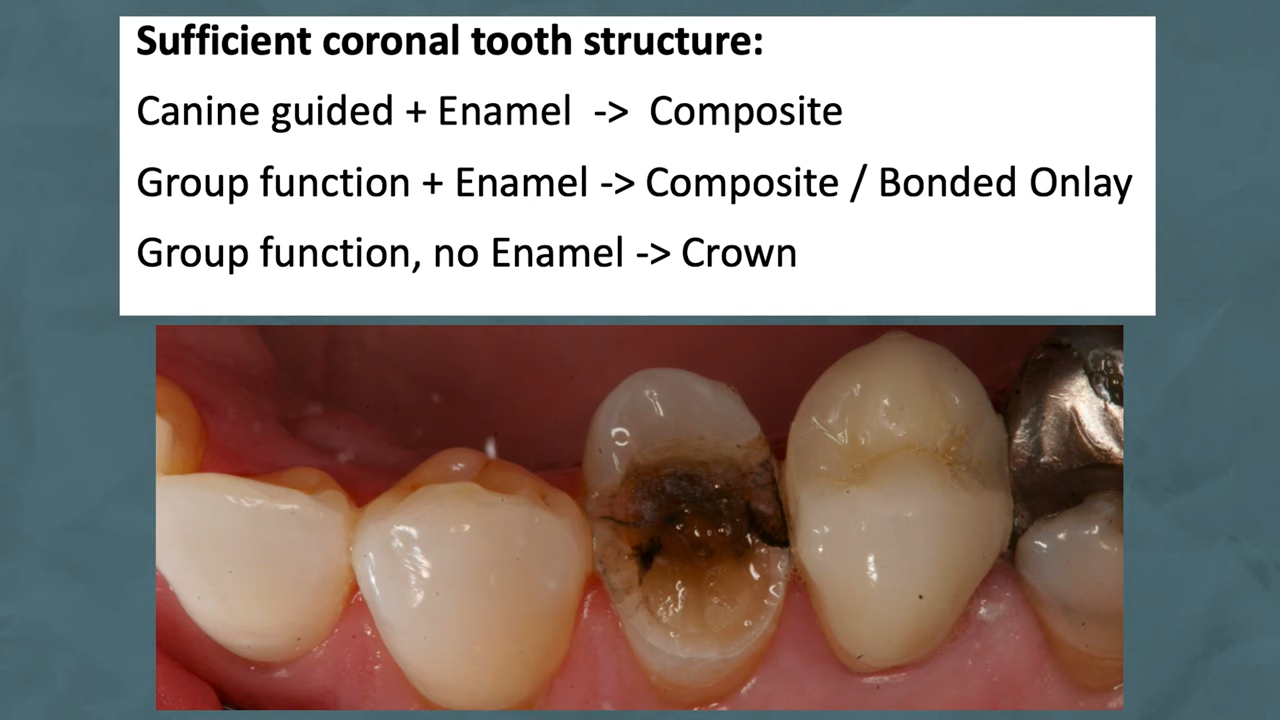 Sufficient coronal tooth structure:
Canine guided + Enamel -> Composite
Group function + Enamel -> Composite / Bonded Onlay
Group function, no Enamel -> Crown